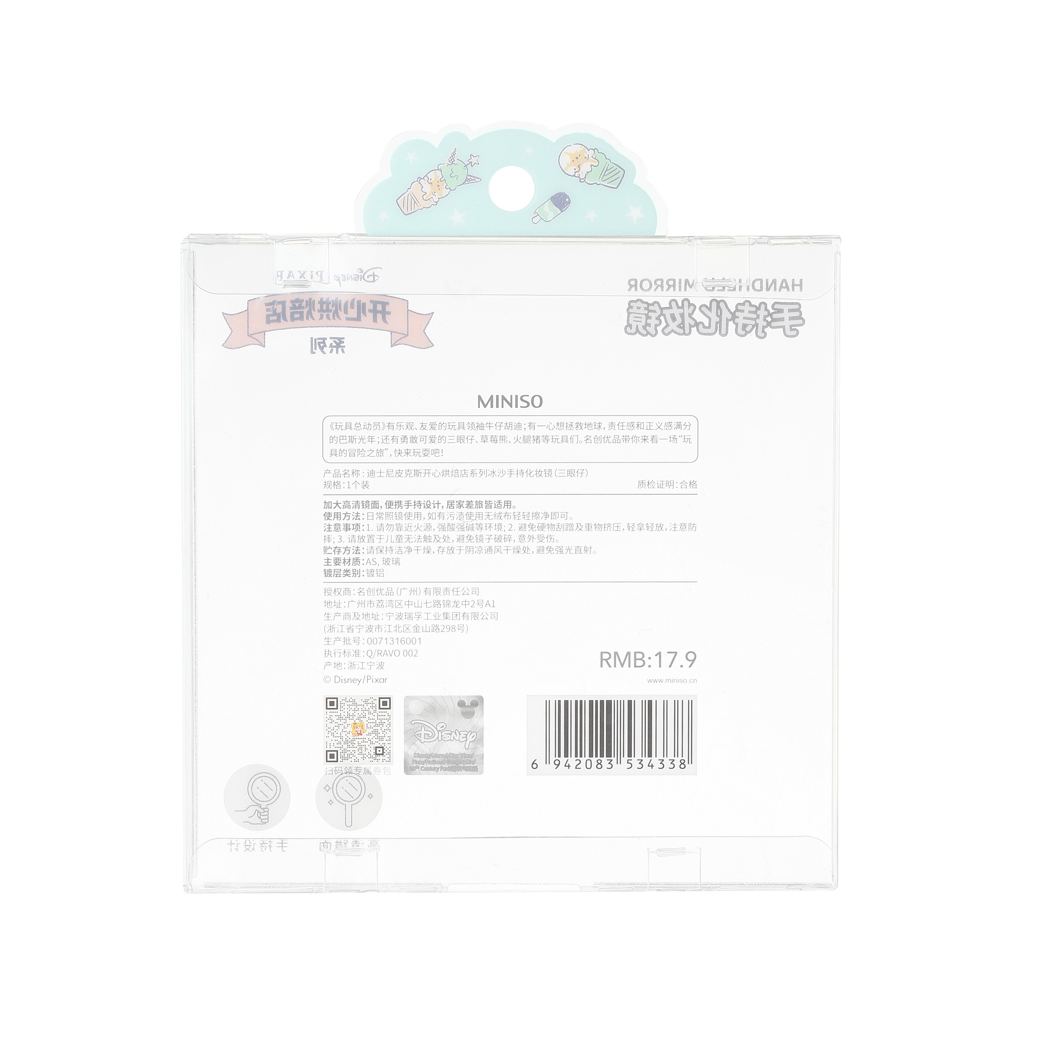 Disney PIXAR
HANDHELD MIRROR
开心烘焙店
手持化妆镜
系列
MINISO
《玩具总动员》有乐观、友爱的玩具领袖牛仔胡迪;有一心想拯救地球,责任感和正义感满分
的巴斯光年;还有勇敢可爱的三眼仔、草莓熊、火腿猪等玩具们。名创优品带你来看一场“玩
具的冒险之旅”,快来玩耍吧!
产品名称:迪士尼皮克斯开心烘焙店系列冰沙手持化妆镜(三眼仔)
规格:1个装 质检证明:合格
加大高清镜面,便携手持设计,居家差旅皆适用。
使用方法:日常照镜使用,如有污渍使用无绒布轻轻擦净即可。
注意事项:1. 请勿靠近火源,强酸强碱等环境; 2. 避免硬物刮蹭及重物挤压,轻拿轻放,注意防
摔; 3. 请放置于儿童无法触及处,避免镜子破碎,意外受伤。
贮存方法:请保持洁净干燥,存放于阴凉通风干燥处,避免强光直射。
主要材质:AS, 玻璃
镀层类别:镀铝
授权商:名创优品(广州)有限责任公司
地址:广州市荔湾区中山七路锦龙中2号A1
生产商及地址:宁波瑞孚工业集团有限公司
(浙江省宁波市江北区金山路298号)
生产批号:0071316001
执行标准:Q/RAVO 002
产地:浙江宁波
RMB:17.9
© Disney/Pixar
www.miniso.cn
Disney
6 942083 534338
扫码领专属券包
手持设计
高清镜面